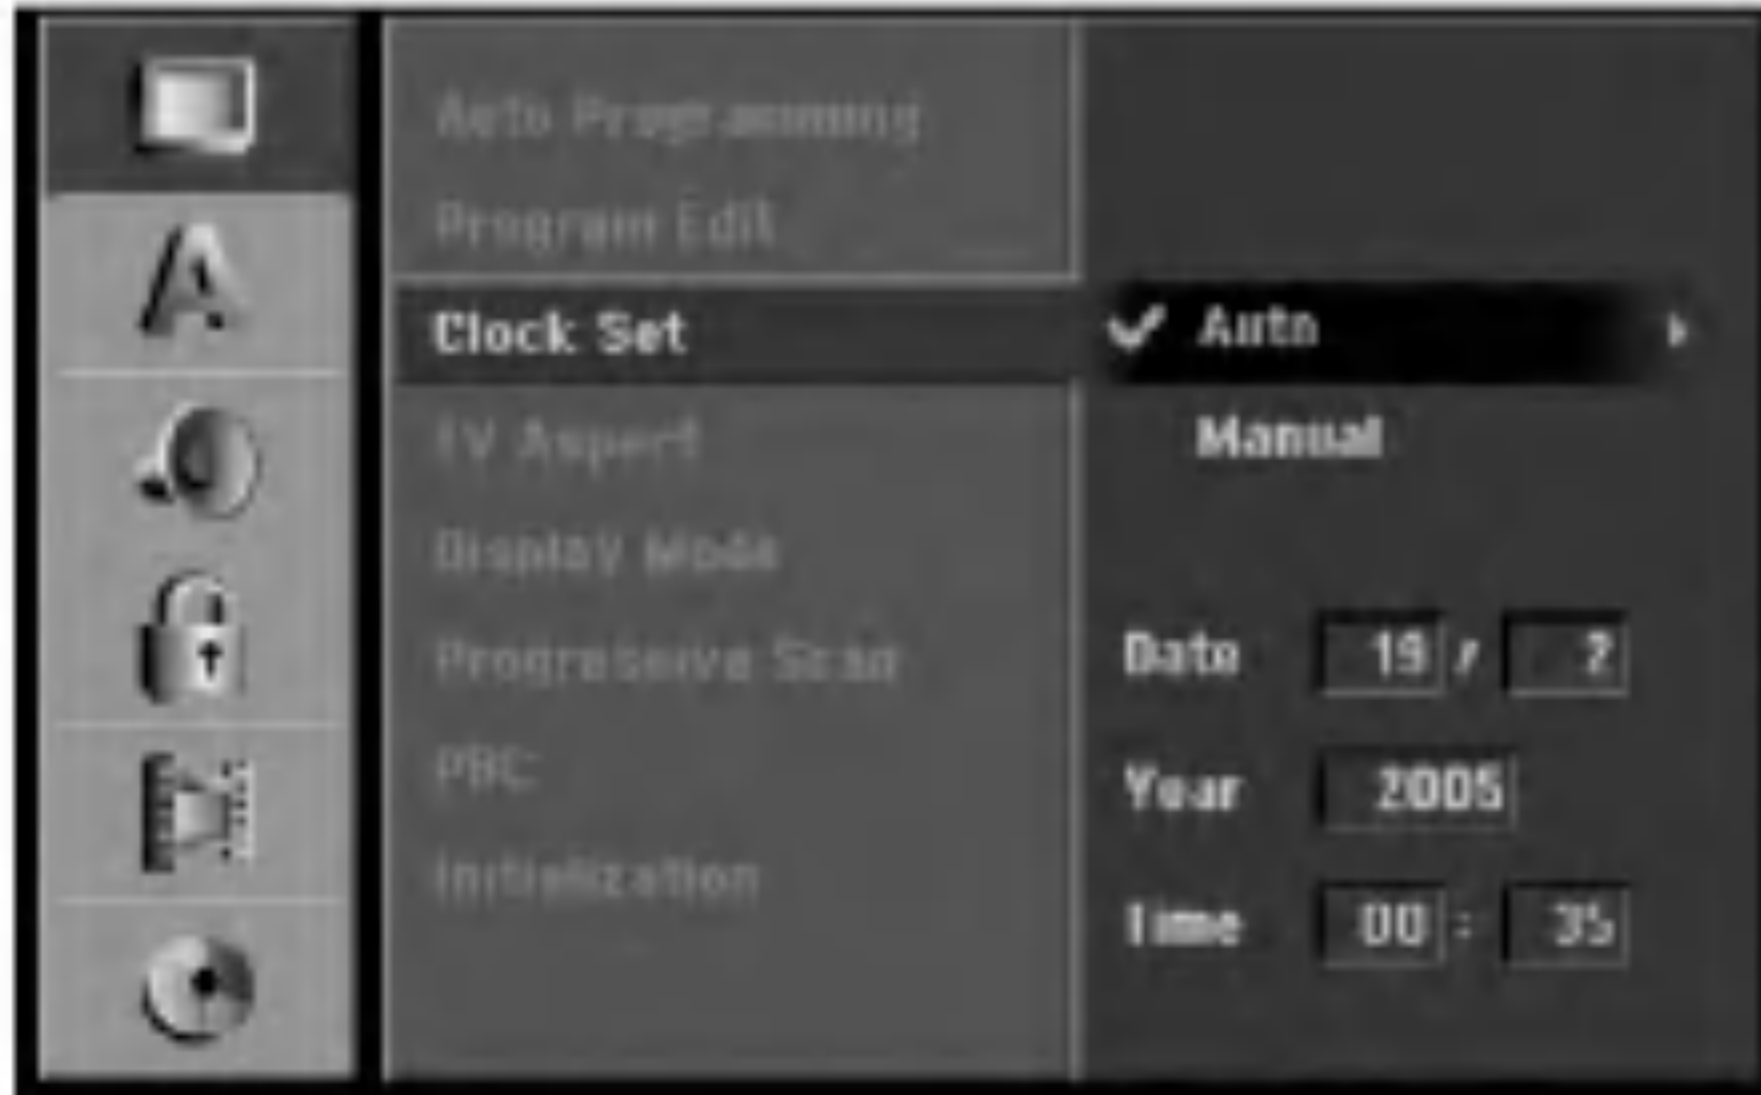 Auto Programming
Program Edit
Clock Set
Auto
TV Aspect
Manual
Display Mode
Progressive Scan
Date 19 / 2
PBC
Year 2005
Initialization
Time 00 : 35